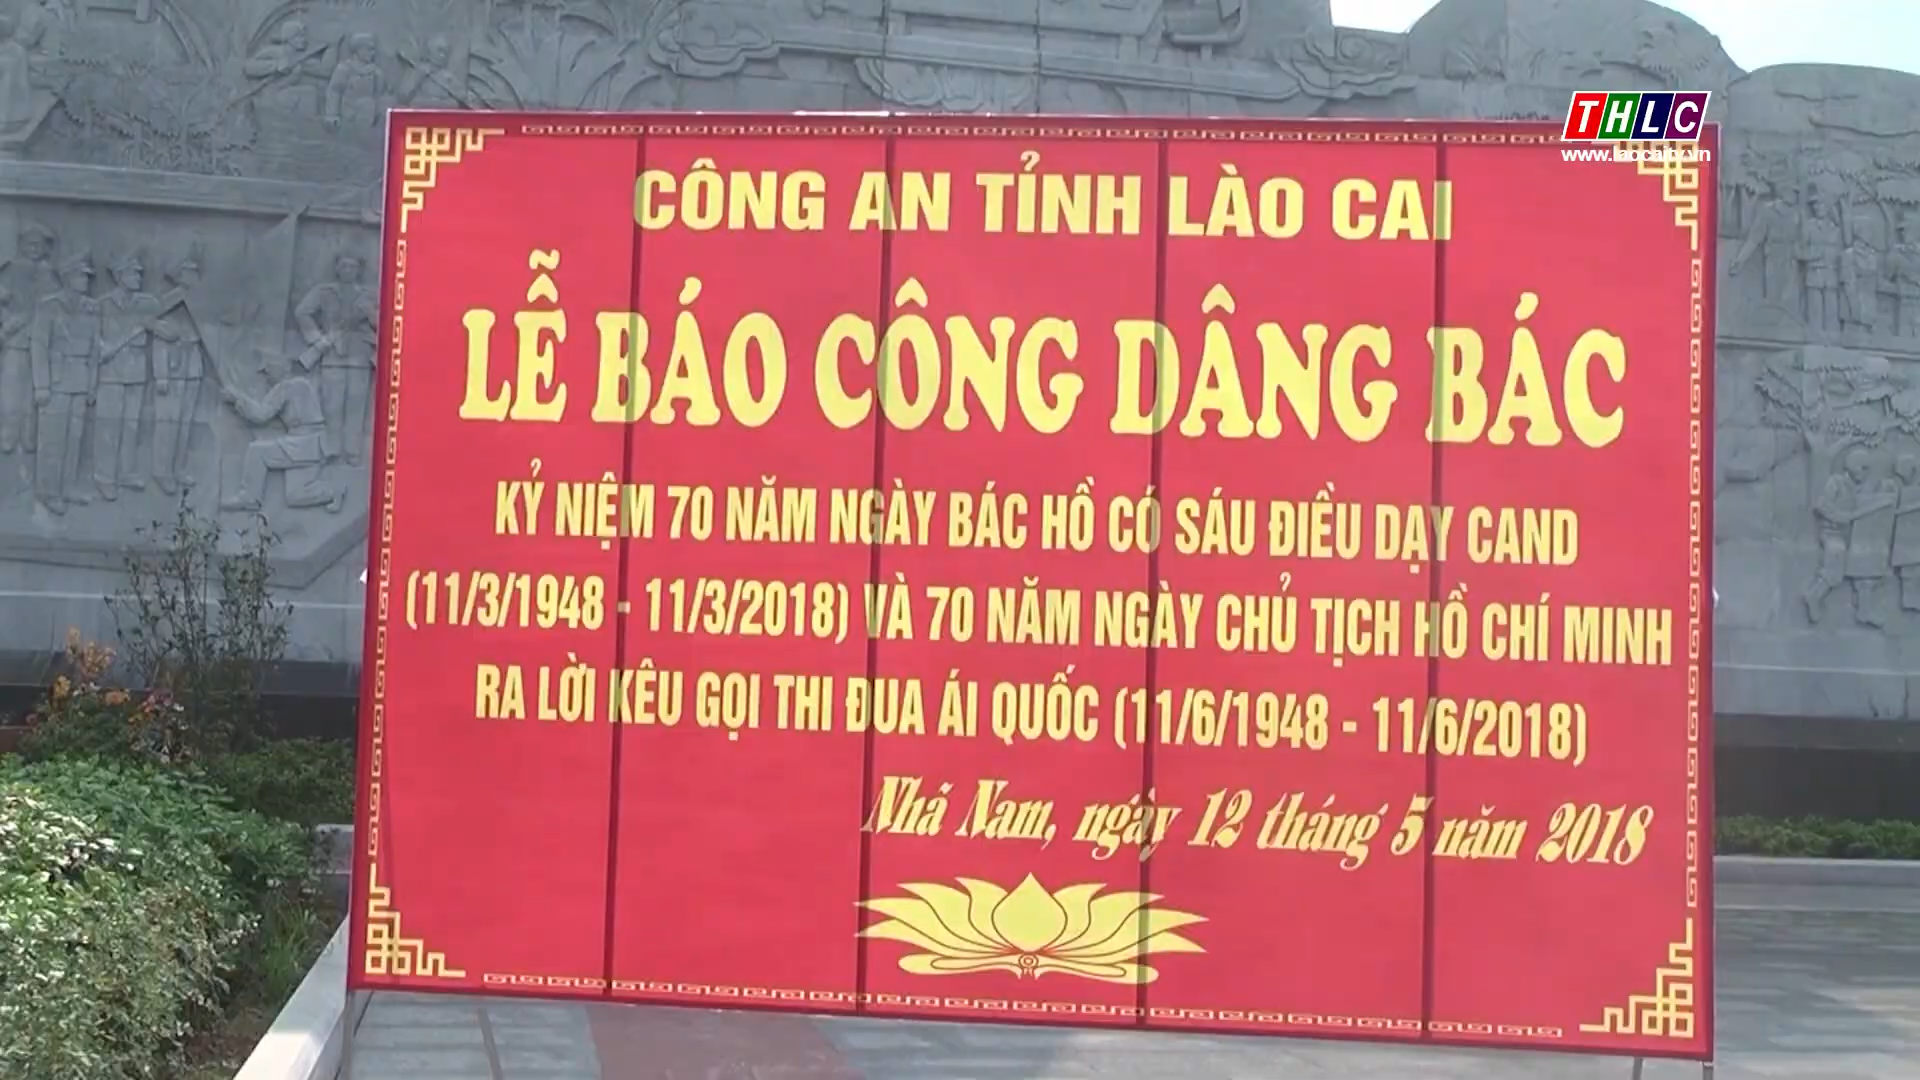 THLC
www.laocaitv.vn
CÔNG AN TỈNH LÀO CAI
LỄ BÁO CÔNG DÂNG BÁC
KỶ NIỆM 70 NĂM NGÀY BÁC HỒ CÓ SÁU ĐIỀU DẠY CAND
(11/3/1948 - 11/3/2018) VÀ 70 NĂM NGÀY CHỦ TỊCH HỒ CHÍ MINH
RA LỜI KÊU GỌI THI ĐUA ÁI QUỐC (11/6/1948 - 11/6/2018)
Nhã Nam, ngày 12 tháng 5 năm 2018